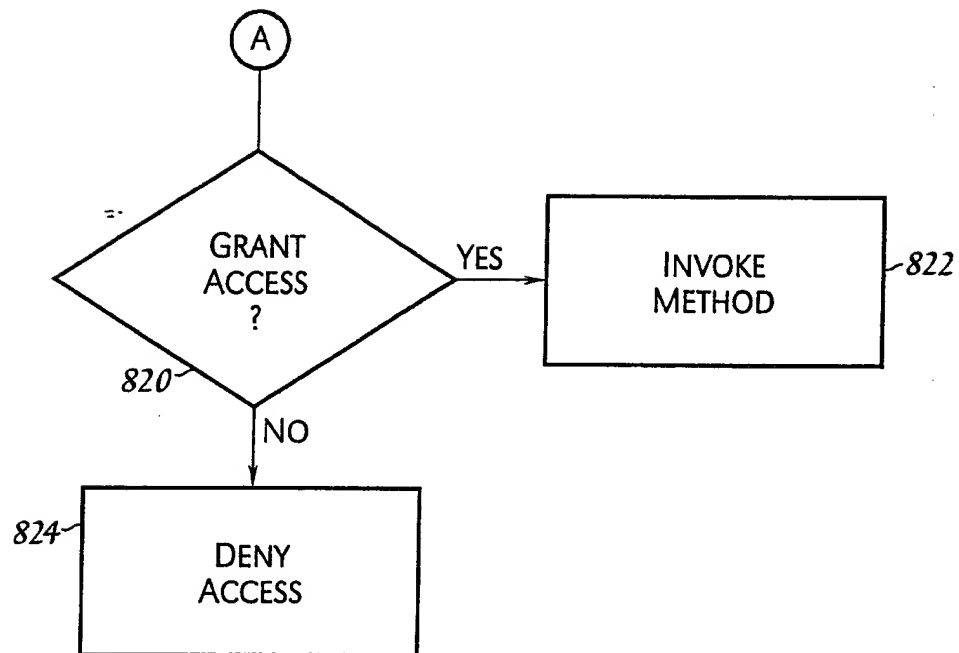 A
GRANT
ACCESS
?
820
YES
INVOKE
METHOD
822
NO
824
DENY
ACCESS